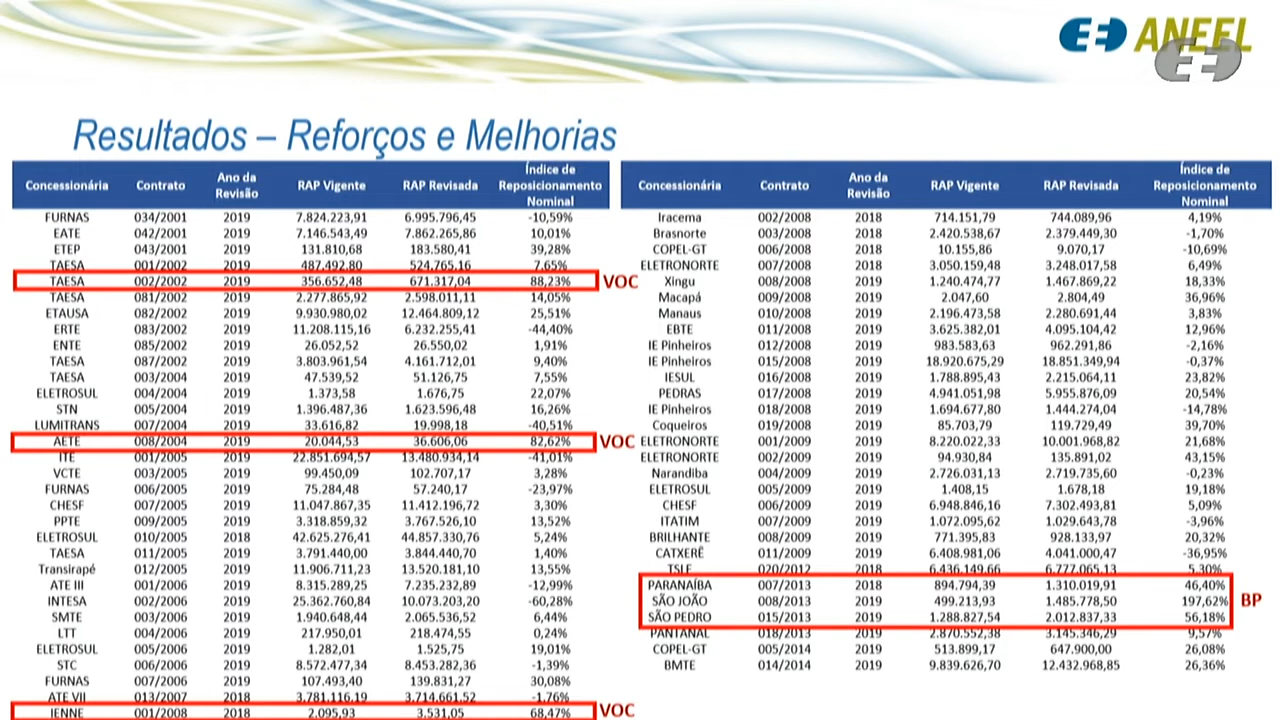 ANEEL
Resultados – Reforços e Melhorias
Concessionária Contrato Ano da Revisão RAP Vigente RAP Revisada Índice de Reposicionamento Nominal
FURNAS 034/2001 2019 7.824.223,91 6.995.796,45 -10,59%
EATE 042/2001 2019 7.146.543,49 7.862.265,86 10,01%
ETEP 043/2001 2019 131.810,68 183.580,41 39,28%
TAESA 001/2002 2019 487.492,80 524.765,16 7,65%
TAESA 002/2002 2019 356.652,48 671.317,04 88,23% VOC
TAESA 081/2002 2019 2.277.865,92 2.598.011,11 14,05%
ETAUSA 082/2002 2019 9.930.980,02 12.464.809,12 25,51%
ERTE 083/2002 2019 11.208.115,16 6.232.255,41 -44,40%
ENTE 085/2002 2019 26.052,52 26.550,02 1,91%
TAESA 087/2002 2019 3.803.961,54 4.161.712,01 9,40%
TAESA 003/2004 2019 47.539,52 51.126,75 7,55%
ELETROSUL 004/2004 2019 1.373,58 1.676,75 22,07%
STN 005/2004 2019 1.396.487,36 1.623.596,48 16,26%
LUMITRANS 007/2004 2019 33.616,82 19.998,18 -40,51%
AETE 008/2004 2019 20.044,53 36.606,06 82,62% VOC
ITE 001/2005 2019 22.851.694,57 13.480.934,14 -41,01%
VCTE 003/2005 2019 99.450,09 102.707,17 3,28%
FURNAS 006/2005 2019 75.284,48 57.240,17 -23,97%
CHESF 007/2005 2019 11.047.867,35 11.412.196,72 3,30%
PPTE 009/2005 2019 3.318.859,32 3.767.526,10 13,52%
ELETROSUL 010/2005 2018 42.625.276,41 44.857.330,76 5,24%
TAESA 011/2005 2019 3.791.440,00 3.844.440,70 1,40%
Transirapé 012/2005 2019 11.906.711,23 13.520.181,10 13,55%
ATE III 001/2006 2019 8.315.289,25 7.235.232,89 -12,99%
INTESA 002/2006 2019 25.362.760,84 10.073.203,20 -60,28%
SMTE 003/2006 2019 1.940.648,44 2.065.536,52 6,44%
LTT 004/2006 2019 217.950,01 218.474,55 0,24%
ELETROSUL 005/2006 2019 1.282,01 1.525,75 19,01%
STC 006/2006 2019 8.572.477,34 8.453.282,36 -1,39%
FURNAS 007/2006 2019 107.493,40 139.831,27 30,08%
ATE VII 013/2007 2018 3.781.116,19 3.714.661,52 -1,76%
IENNE 001/2008 2018 2.095,93 3.531,05 68,47% VOC
Concessionária Contrato Ano da Revisão RAP Vigente RAP Revisada Índice de Reposicionamento Nominal
Iracema 002/2008 2018 714.151,79 744.089,96 4,19%
Brasnorte 003/2008 2018 2.420.538,67 2.379.449,30 -1,70%
COPEL-GT 006/2008 2018 10.155,86 9.070,17 -10,69%
ELETRONORTE 007/2008 2018 3.050.159,48 3.248.017,58 6,49%
Xingu 008/2008 2019 1.240.474,77 1.467.869,22 18,33%
Macapá 009/2008 2019 2.047,60 2.804,49 36,96%
Manaus 010/2008 2019 2.196.473,58 2.280.691,44 3,83%
EBTE 011/2008 2019 3.625.382,01 4.095.104,42 12,96%
IE Pinheiros 012/2008 2019 983.583,63 962.291,86 -2,16%
IE Pinheiros 015/2008 2019 18.920.675,29 18.851.349,94 -0,37%
IESUL 016/2008 2019 1.788.895,43 2.215.064,11 23,82%
PEDRAS 017/2008 2019 4.941.051,98 5.955.876,09 20,54%
IE Pinheiros 018/2008 2019 1.694.677,80 1.444.274,04 -14,78%
Coqueiros 019/2008 2019 85.703,79 119.729,49 39,70%
ELETRONORTE 001/2009 2019 8.220.022,33 10.001.968,82 21,68%
ELETRONORTE 002/2009 2019 94.930,84 135.891,02 43,15%
Narandiba 004/2009 2019 2.726.031,13 2.719.735,60 -0,23%
ELETROSUL 005/2009 2019 1.408,15 1.678,18 19,18%
CHESF 006/2009 2019 6.948.846,16 7.302.493,81 5,09%
ITATIM 007/2009 2019 1.072.095,62 1.029.643,78 -3,96%
BRILHANTE 008/2009 2019 771.395,83 928.133,97 20,32%
CATXERÊ 011/2009 2019 6.408.981,06 4.041.000,47 -36,95%
TSLE 020/2012 2018 6.436.149,66 6.777.065,13 5,30%
PARANAÍBA 007/2013 2018 894.794,39 1.310.019,91 46,40%
SÃO JOÃO 008/2013 2019 499.213,93 1.485.778,50 197,62% BP
SÃO PEDRO 015/2013 2019 1.288.827,54 2.012.837,33 56,18%
PANTANAL 018/2013 2019 2.870.552,38 3.145.346,29 9,57%
COPEL-GT 005/2014 2019 513.899,17 647.900,00 26,08%
BMTE 014/2014 2019 9.839.626,70 12.432.968,85 26,36%